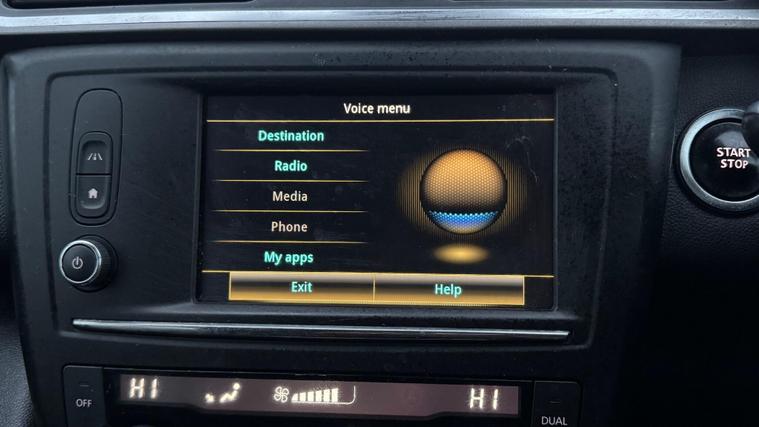 Voice menu
Destination
Radio
Media
Phone
My apps
Exit Help
START
STOP
HI HI
OFF
DUAL